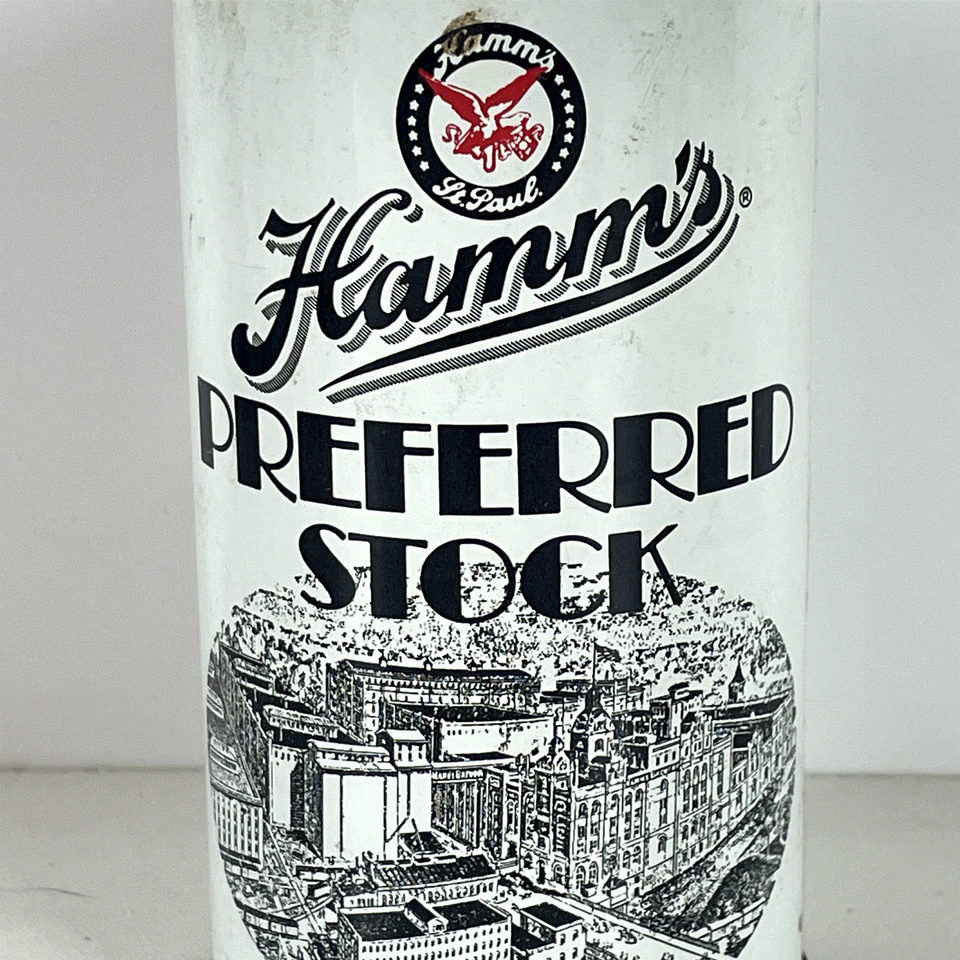 Hamm's
St. Paul.
Hamm's®
PREFERRED
STOCK